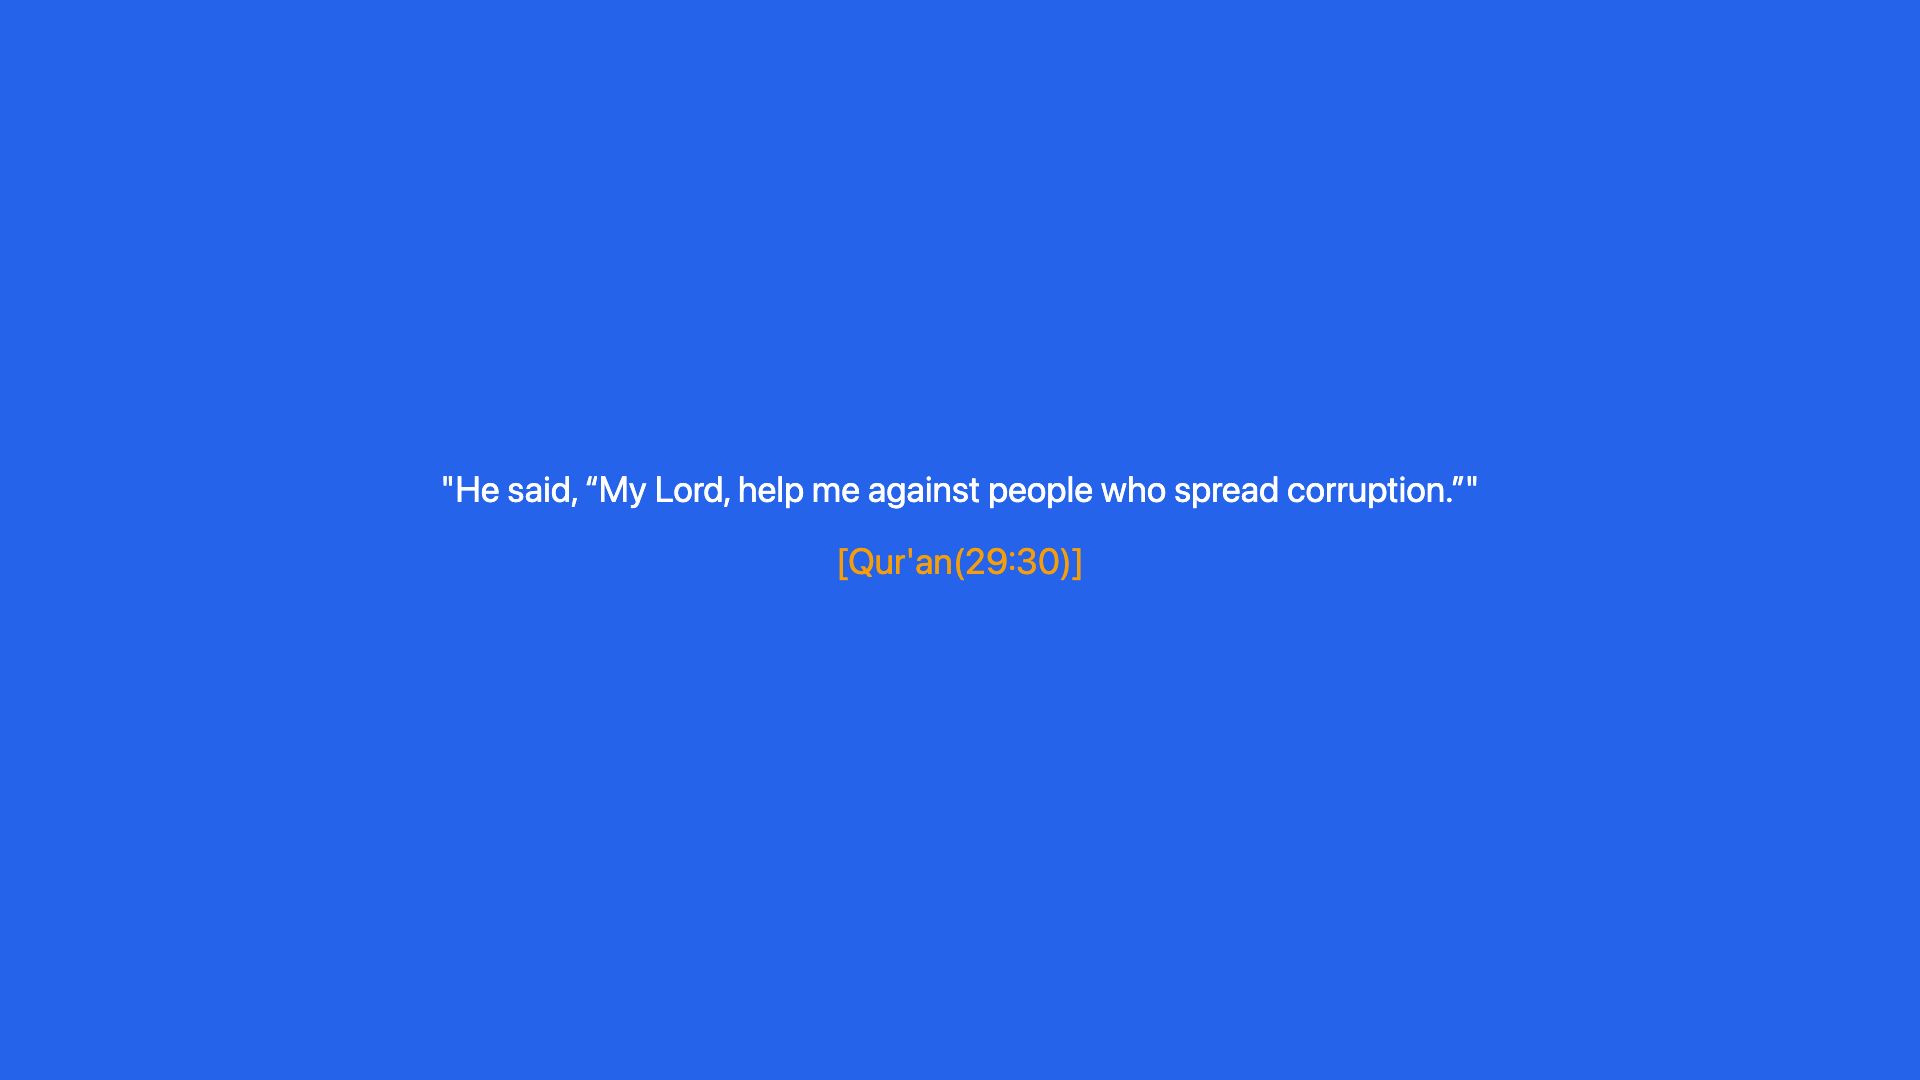 "He said, “My Lord, help me against people who spread corruption.”"
[Qur'an(29:30)]